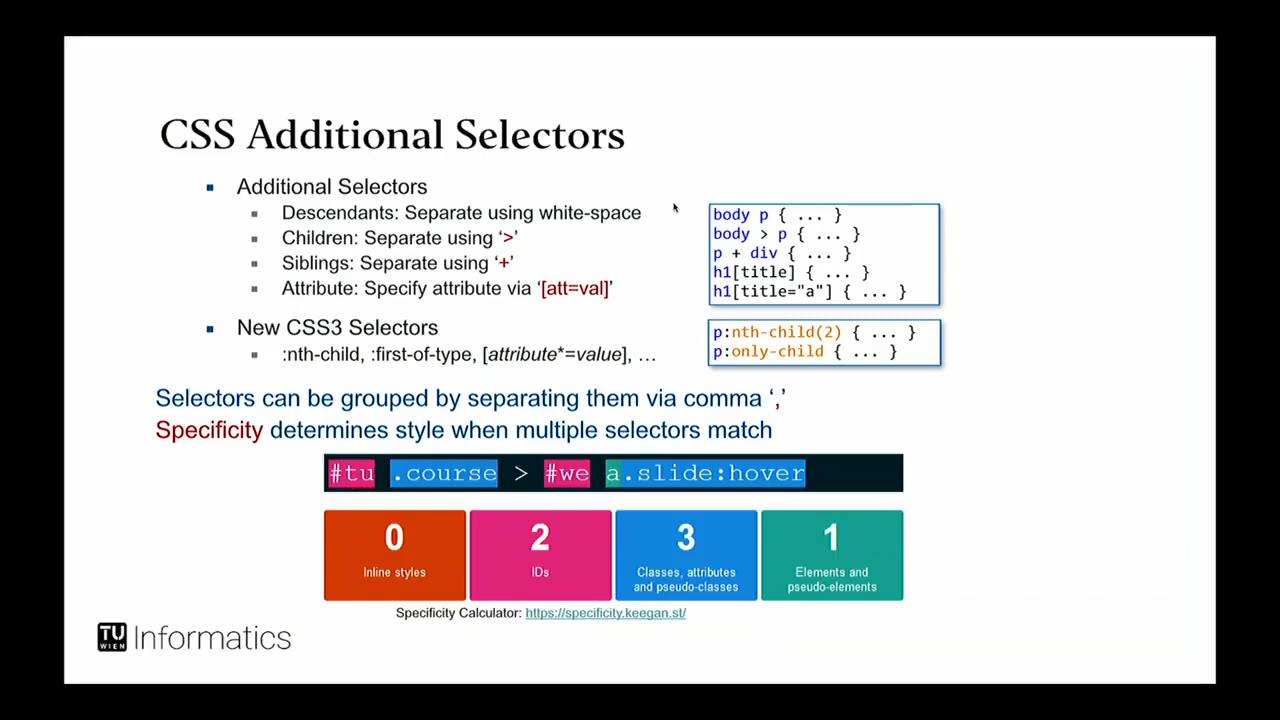 CSS Additional Selectors
▪ Additional Selectors
▪ Descendants: Separate using white-space
▪ Children: Separate using ‘>’
▪ Siblings: Separate using ‘+’
▪ Attribute: Specify attribute via ‘[att=val]’
body p { ... }
body > p { ... }
p + div { ... }
h1[title] { ... }
h1[title="a"] { ... }
▪ New CSS3 Selectors
▪ :nth-child, :first-of-type, [attribute*=value], …
p:nth-child(2) { ... }
p:only-child { ... }
Selectors can be grouped by separating them via comma ‘,’
Specificity determines style when multiple selectors match
#tu .course > #we a.slide:hover
0
Inline styles
2
IDs
3
Classes, attributes
and pseudo-classes
1
Elements and
pseudo-elements
Specificity Calculator: https://specificity.keegan.st/
TU
WIEN
Informatics